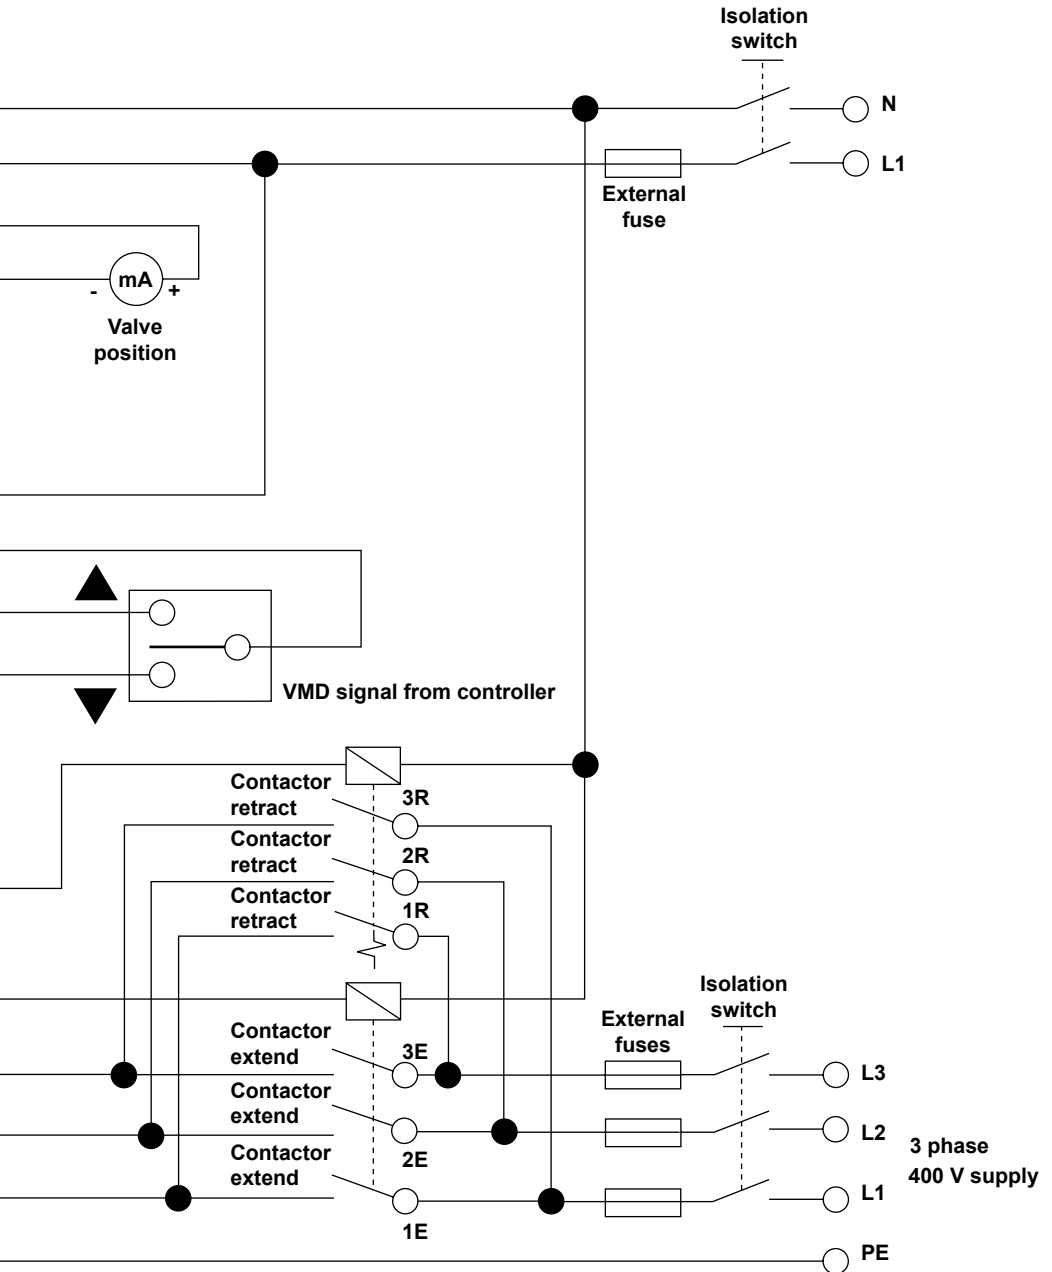 Isolation
switch
N
L1
External
fuse
mA
- +
Valve
position
VMD signal from controller
Contactor
retract
3R
Contactor
retract
2R
Contactor
retract
1R
Isolation
switch
External
fuses
Contactor
extend
3E
L3
Contactor
extend
2E
L2
3 phase
400 V supply
Contactor
extend
1E
L1
PE